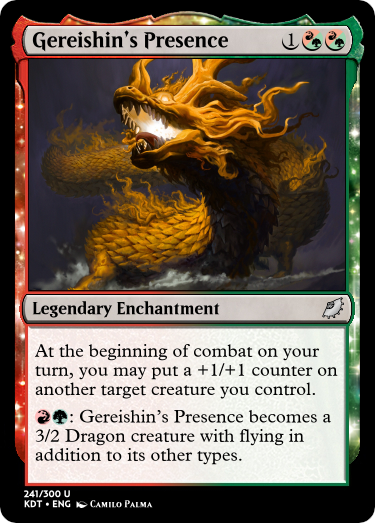 Gereishin's Presence 1
Legendary Enchantment
At the beginning of combat on your
turn, you may put a +1/+1 counter on
another target creature you control.
: Gereishin's Presence becomes a
3/2 Dragon creature with flying in
addition to its other types.
241/300 U
KDT • ENG Camilo Palma